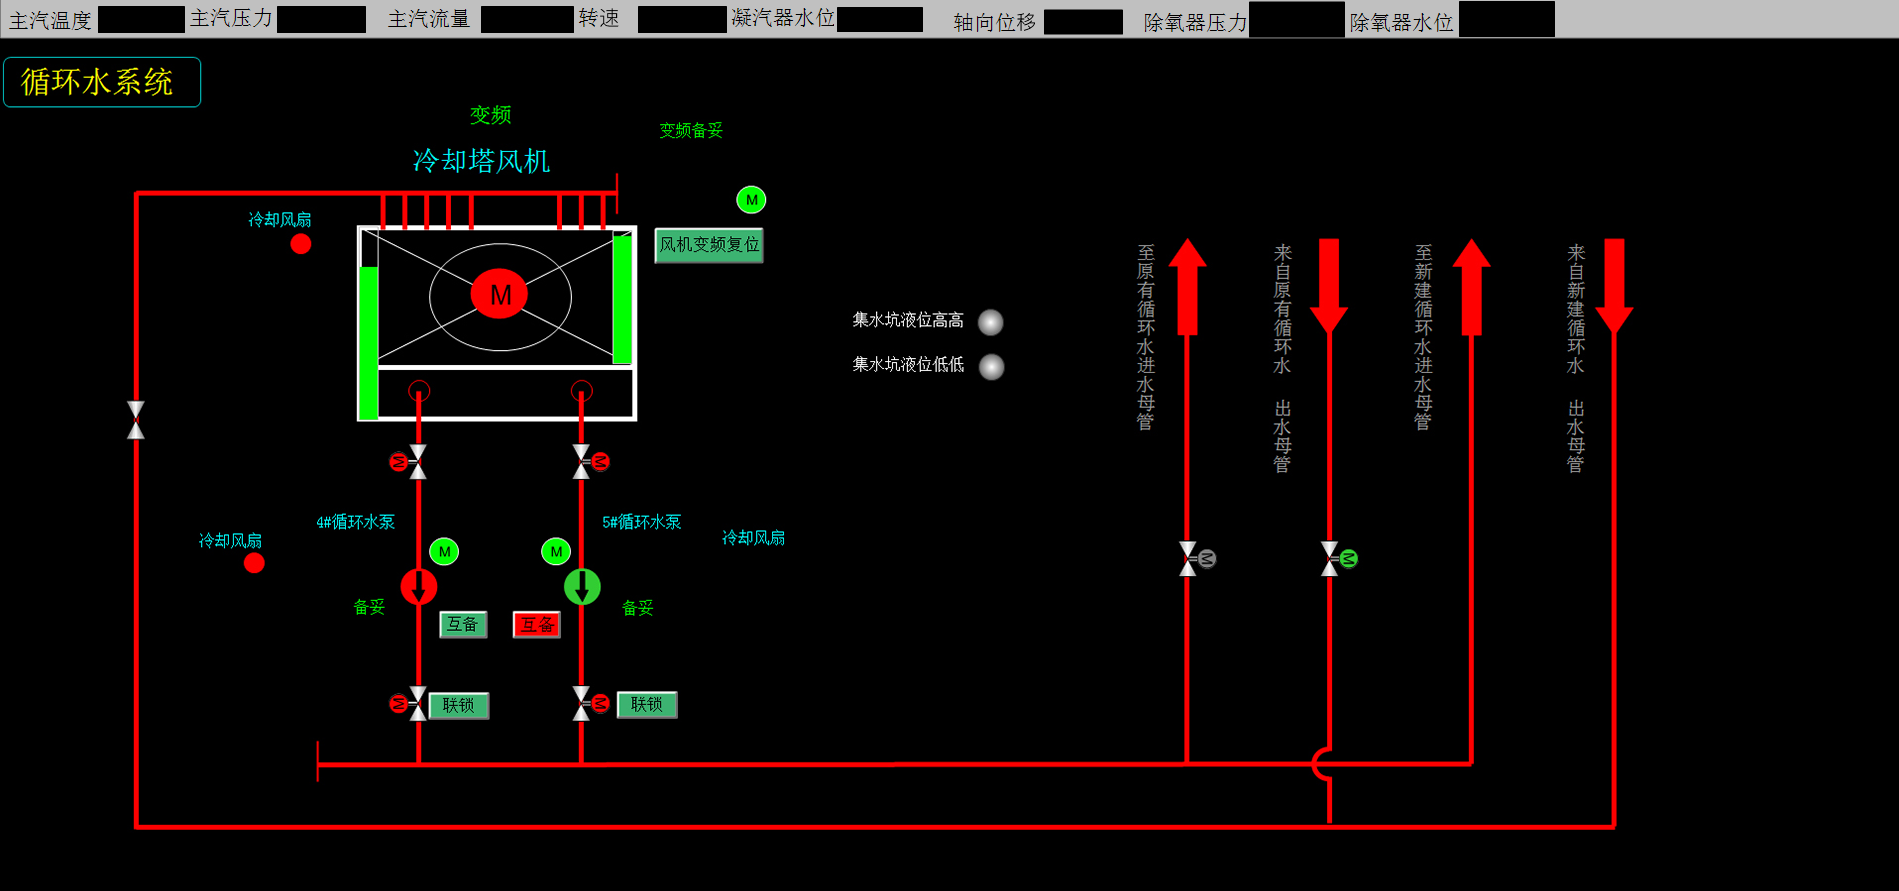 主汽温度 主汽压力 主汽流量 转速 凝汽器水位 轴向位移 除氧器压力 除氧器水位
循环水系统
变频
变频备妥
冷却塔风机
M
冷却风扇
风机变频复位
M
至原有循环水进水母管
来自原有循环水 出水母管
至新建循环水进水母管
来自新建循环水 出水母管
集水坑液位高高
集水坑液位低低
M M
4#循环水泵 5#循环水泵
冷却风扇 冷却风扇
M M
M M
备妥 备妥
互备 互备
M 联锁 M 联锁